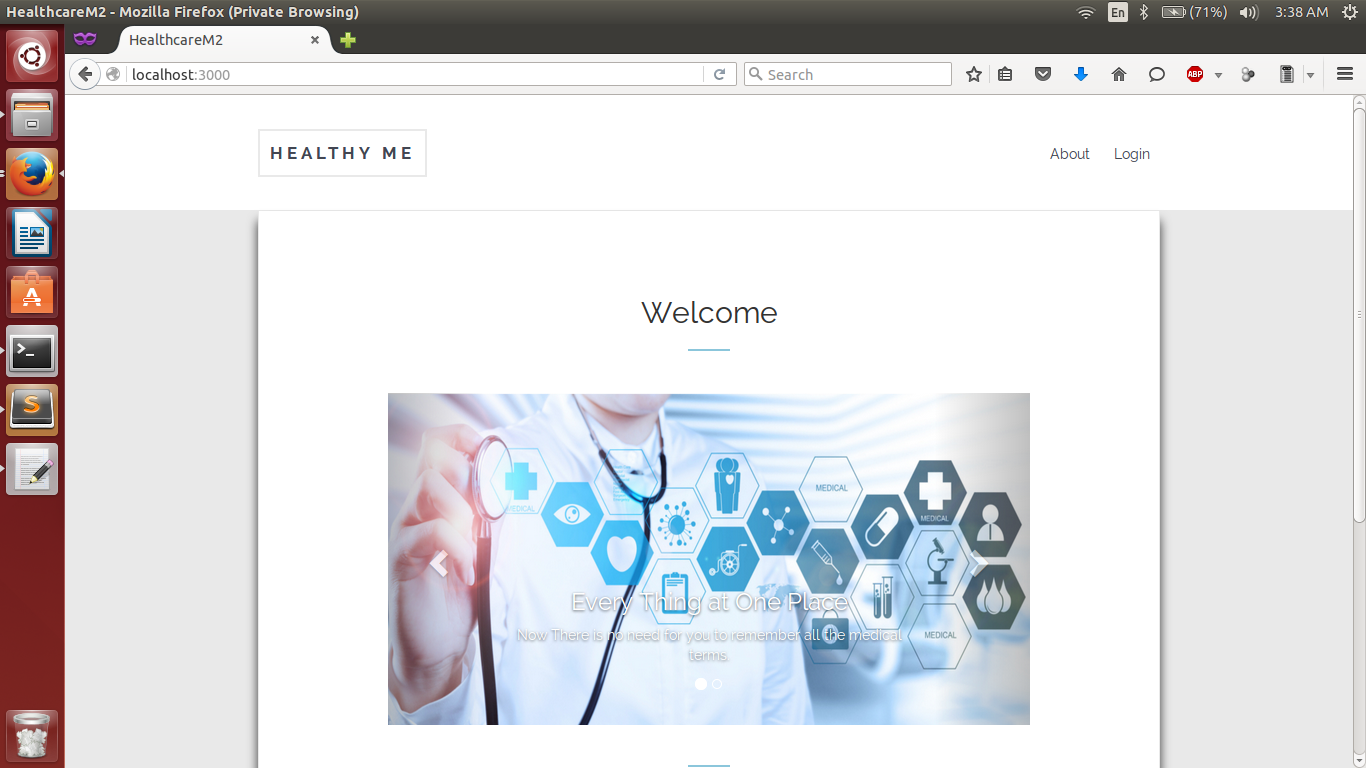 HealthcareM2 - Mozilla Firefox (Private Browsing)
En
(71%)
3:38 AM
HealthcareM2
localhost:3000
Search
ABP
HEALTHY ME
About
Login
Welcome
MEDICAL
MEDICAL
MEDICAL
MEDICAL
Every Thing at One Place
Now There is no need for you to remember all the medical
terms.